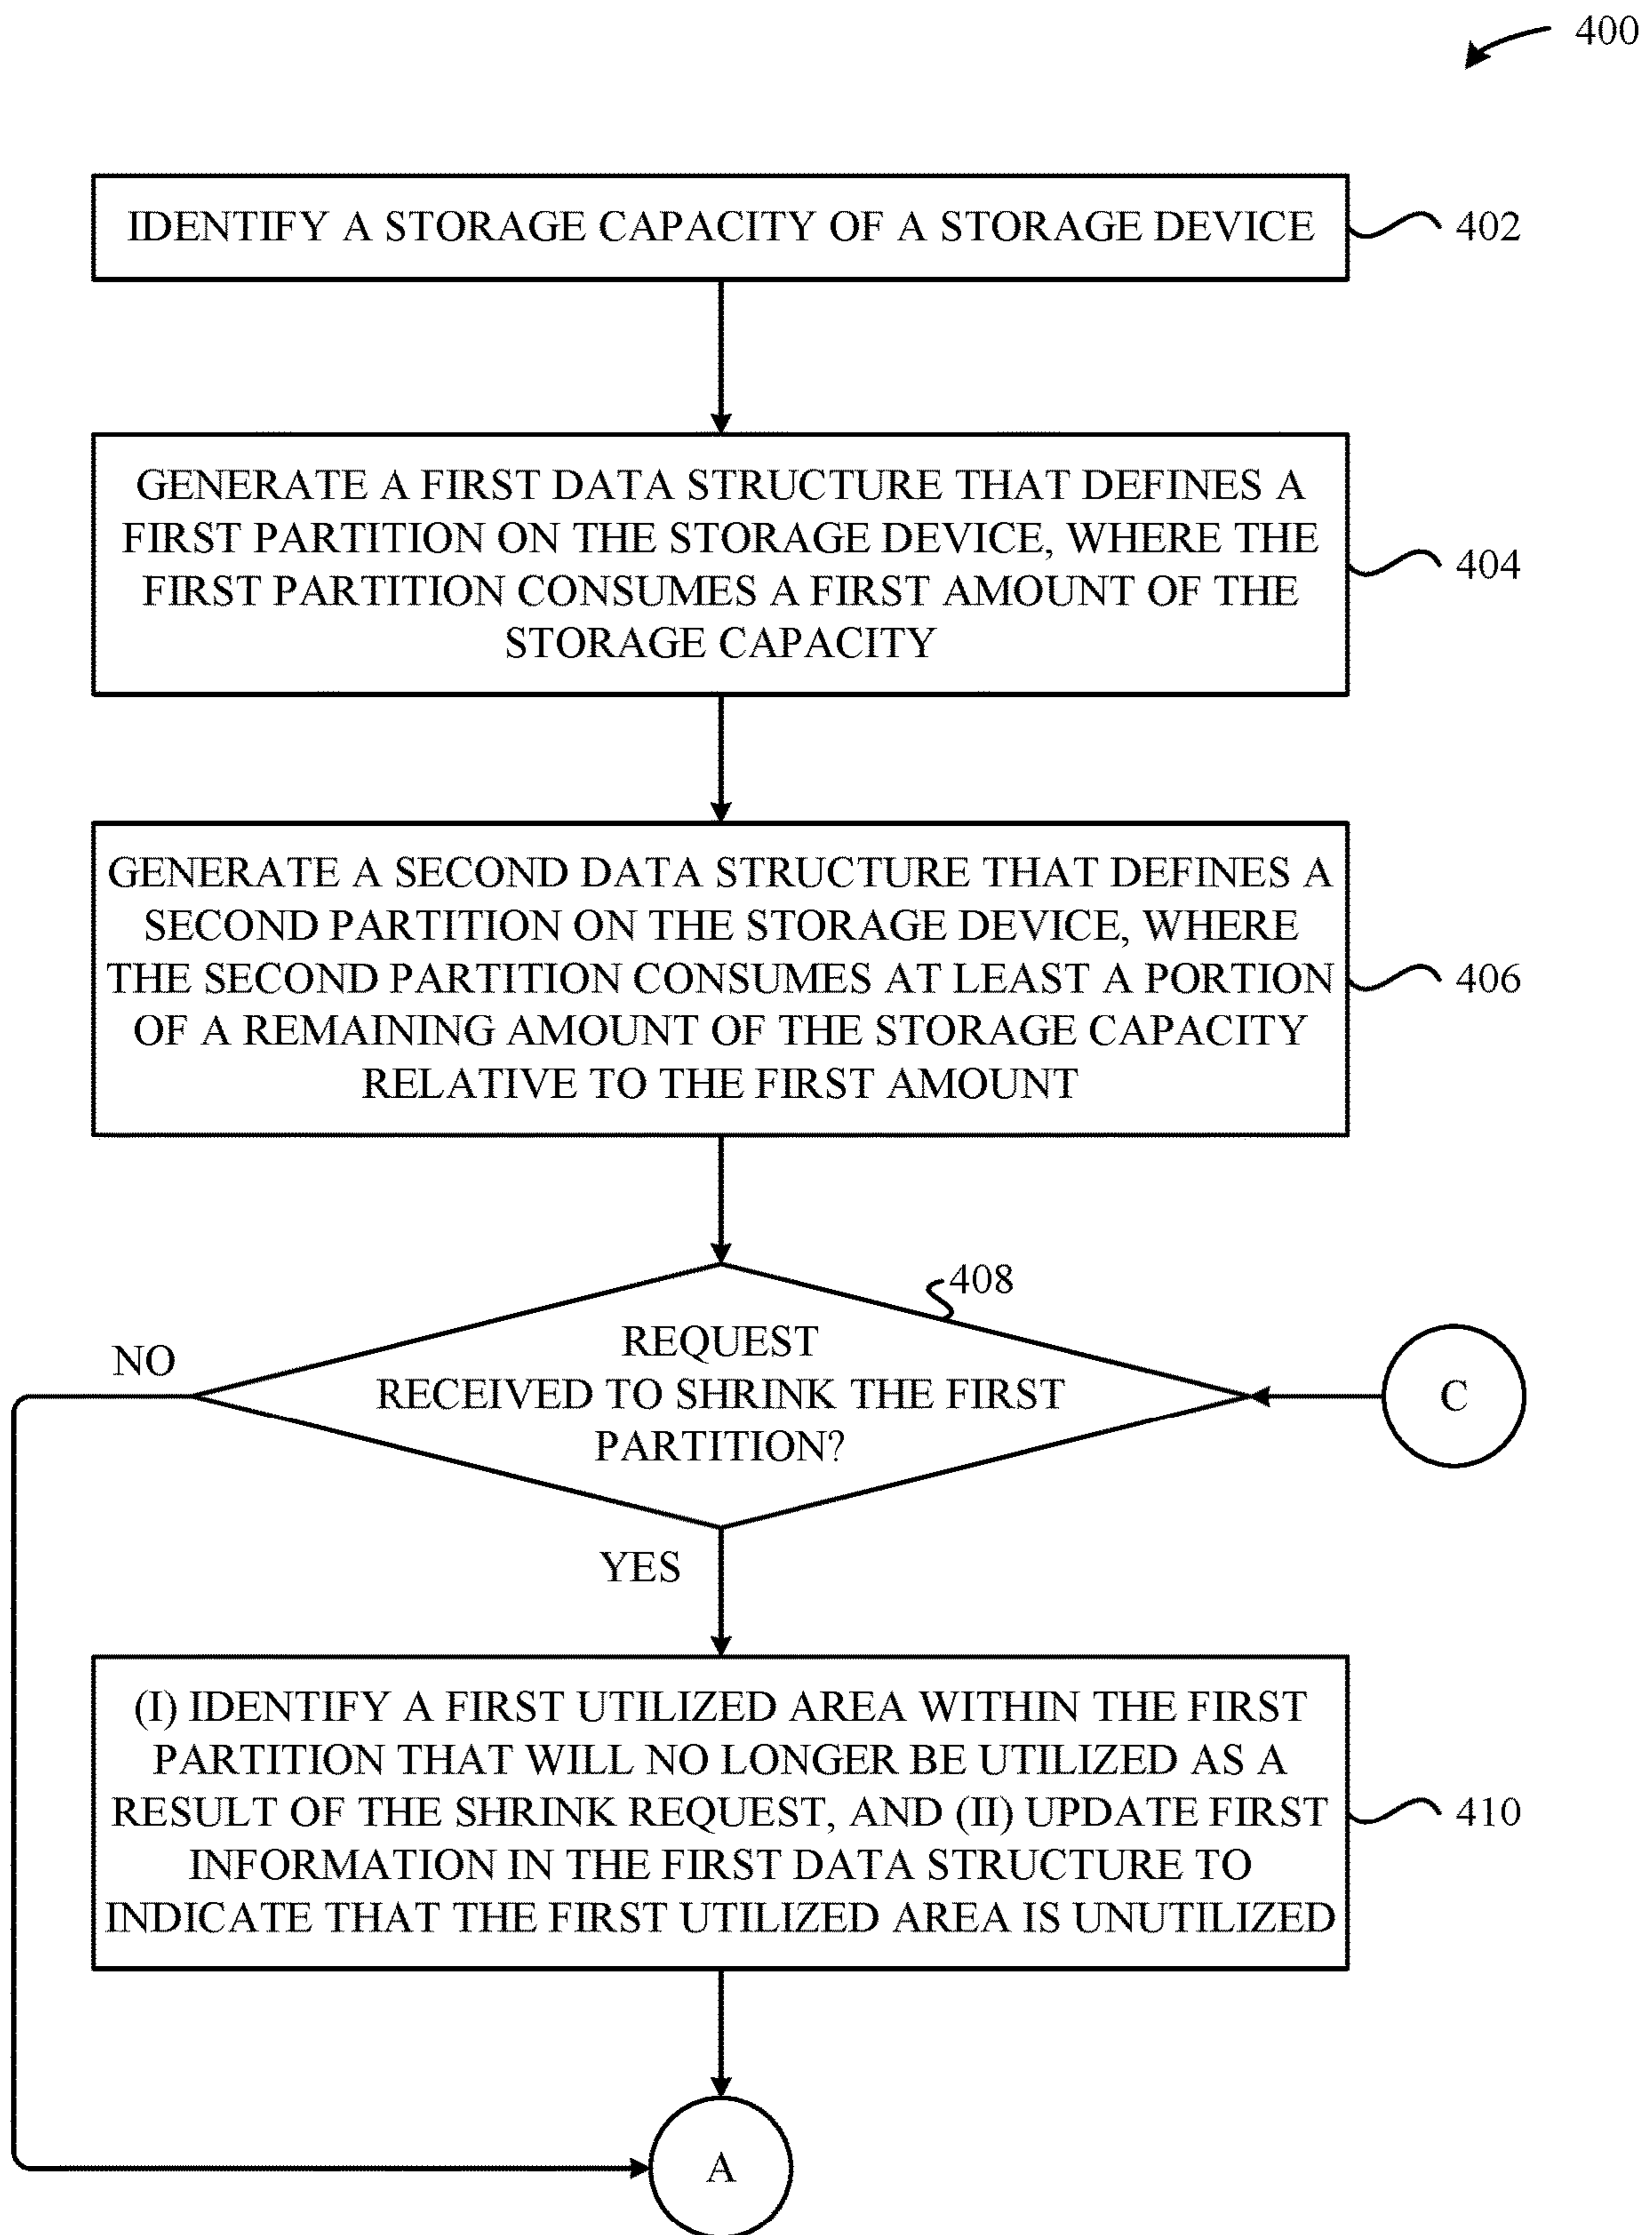 400
IDENTIFY A STORAGE CAPACITY OF A STORAGE DEVICE
402
GENERATE A FIRST DATA STRUCTURE THAT DEFINES A
FIRST PARTITION ON THE STORAGE DEVICE, WHERE THE
FIRST PARTITION CONSUMES A FIRST AMOUNT OF THE
STORAGE CAPACITY
404
GENERATE A SECOND DATA STRUCTURE THAT DEFINES A
SECOND PARTITION ON THE STORAGE DEVICE, WHERE
THE SECOND PARTITION CONSUMES AT LEAST A PORTION
OF A REMAINING AMOUNT OF THE STORAGE CAPACITY
RELATIVE TO THE FIRST AMOUNT
406
408
REQUEST
RECEIVED TO SHRINK THE FIRST
PARTITION?
NO
C
YES
(I) IDENTIFY A FIRST UTILIZED AREA WITHIN THE FIRST
PARTITION THAT WILL NO LONGER BE UTILIZED AS A
RESULT OF THE SHRINK REQUEST, AND (II) UPDATE FIRST
INFORMATION IN THE FIRST DATA STRUCTURE TO
INDICATE THAT THE FIRST UTILIZED AREA IS UNUTILIZED
410
A